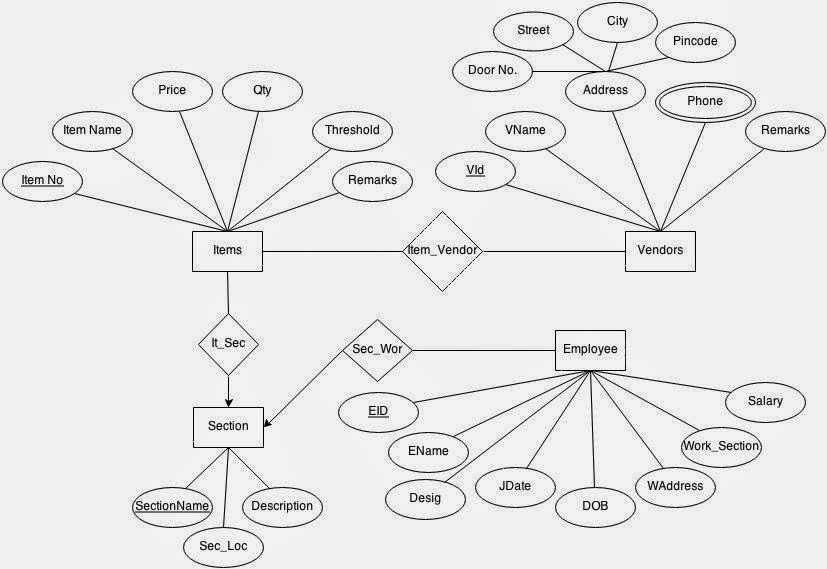 City
Street
Pincode
Door No.
Address
Price
Qty
Phone
Item Name
Threshold
VName
Remarks
Item No
Remarks
VId
Items
Item_Vendor
Vendors
It_Sec
Sec_Wor
Employee
EID
Salary
Section
EName
Work_Section
Desig
JDate
DOB
WAddress
SectionName
Description
Sec_Loc